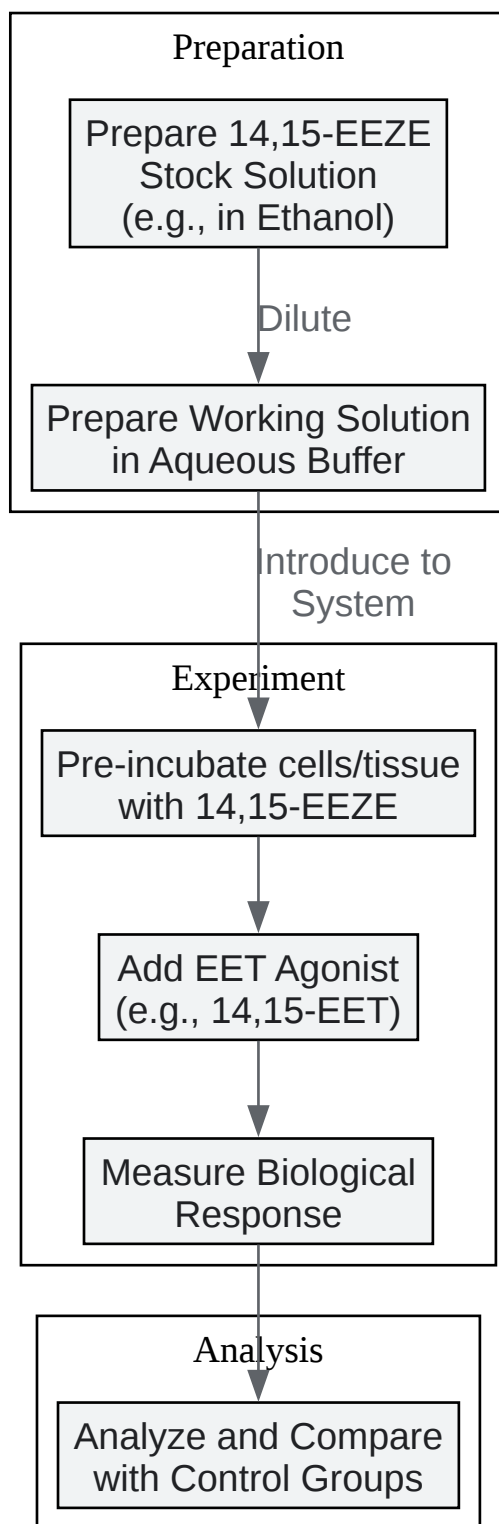 Preparation
Prepare 14,15-EEZE
Stock Solution
(e.g., in Ethanol)
Dilute
Prepare Working Solution
in Aqueous Buffer
Introduce to
System
Experiment
Pre-incubate cells/tissue
with 14,15-EEZE
Add EET Agonist
(e.g., 14,15-EET)
Measure Biological
Response
Analysis
Analyze and Compare
with Control Groups